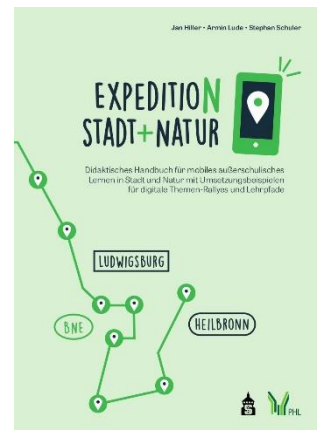 Jan Hiller • Armin Lude • Stephan Schuler
EXPEDITION
STADT+NATUR
Didaktisches Handbuch für mobiles außerschulisches
Lernen in Stadt und Natur mit Umsetzungsbeispielen
für digitale Themen-Rallyes und Lehrpfade
LUDWIGSBURG
BNE
HEILBRONN
S
PHL